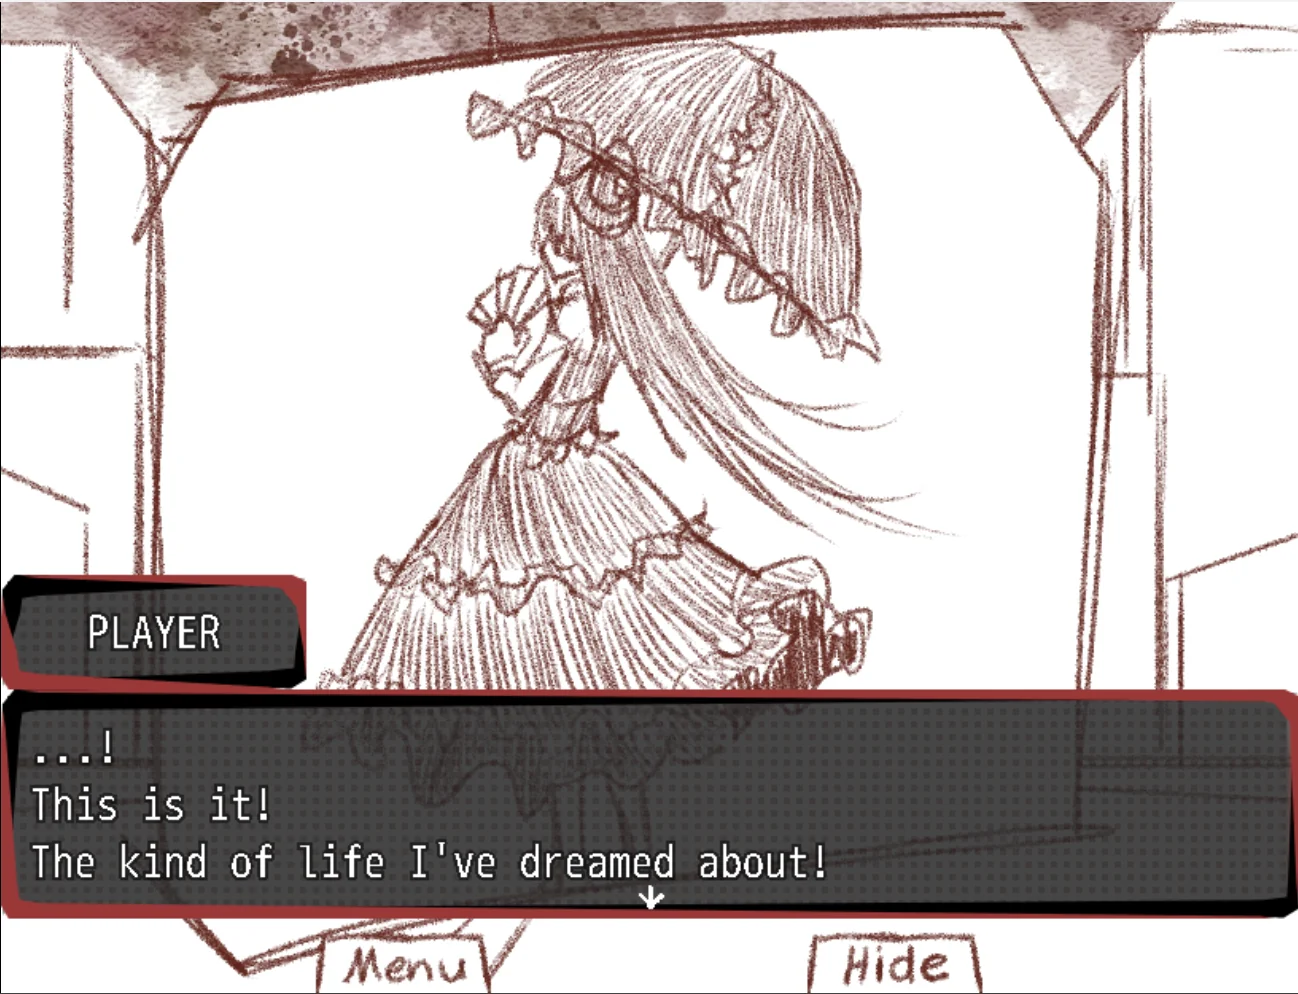 PLAYER
...!
This is it!
The kind of life I've dreamed about!
Menu
Hide